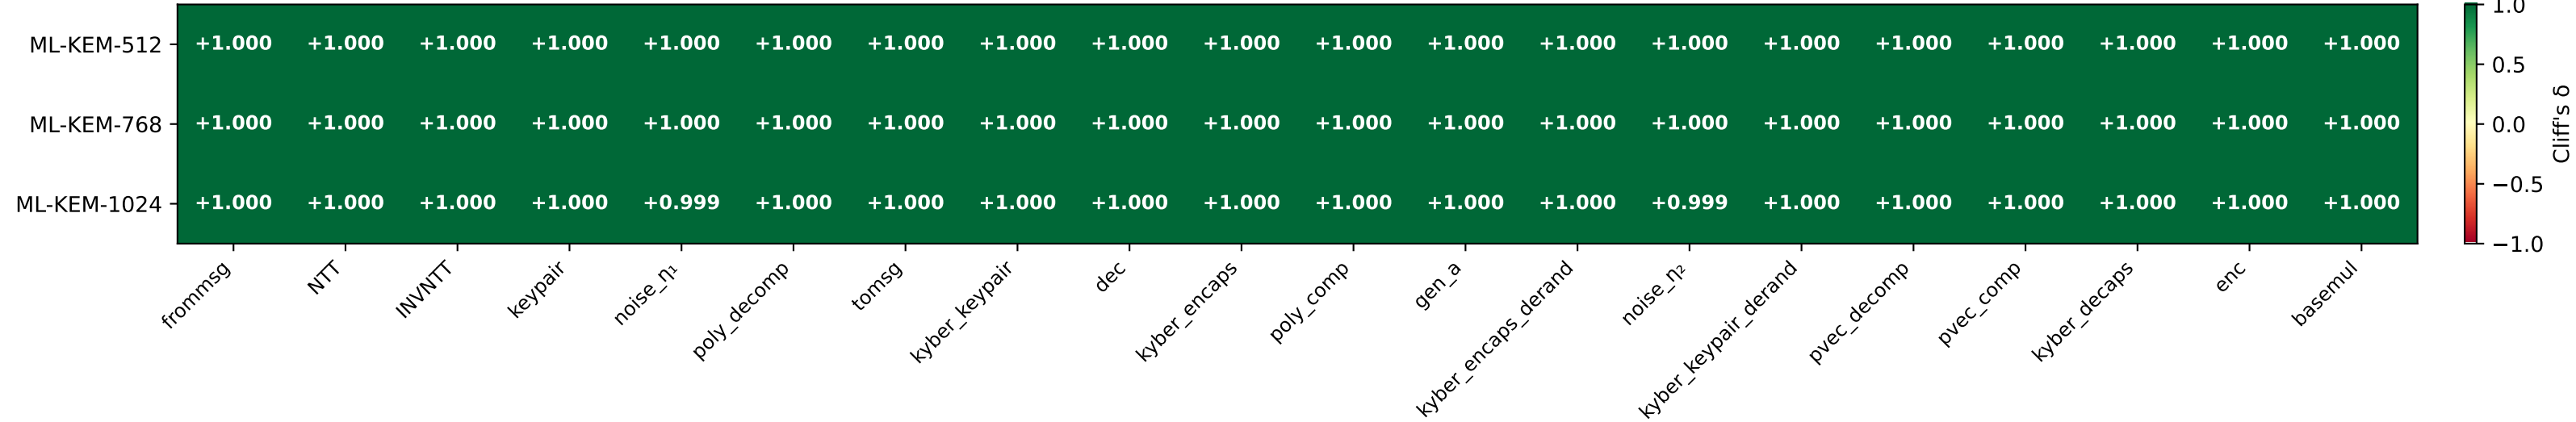 ML-KEM-512 +1.000 +1.000 +1.000 +1.000 +1.000 +1.000 +1.000 +1.000 +1.000 +1.000 +1.000 +1.000 +1.000 +1.000 +1.000 +1.000 +1.000 +1.000 +1.000 +1.000
ML-KEM-768 +1.000 +1.000 +1.000 +1.000 +1.000 +1.000 +1.000 +1.000 +1.000 +1.000 +1.000 +1.000 +1.000 +1.000 +1.000 +1.000 +1.000 +1.000 +1.000 +1.000
ML-KEM-1024 +1.000 +1.000 +1.000 +1.000 +0.999 +1.000 +1.000 +1.000 +1.000 +1.000 +1.000 +1.000 +1.000 +0.999 +1.000 +1.000 +1.000 +1.000 +1.000 +1.000
frommsg
NTT
INVNTT
keypair
noise_η₁
poly_decomp
tomsg
kyber_keypair
dec
kyber_encaps
poly_comp
gen_a
kyber_encaps_derand
noise_η₂
kyber_keypair_derand
pvec_decomp
pvec_comp
kyber_decaps
enc
basemul
1.0
0.5
0.0
−0.5
−1.0
Cliff's δ